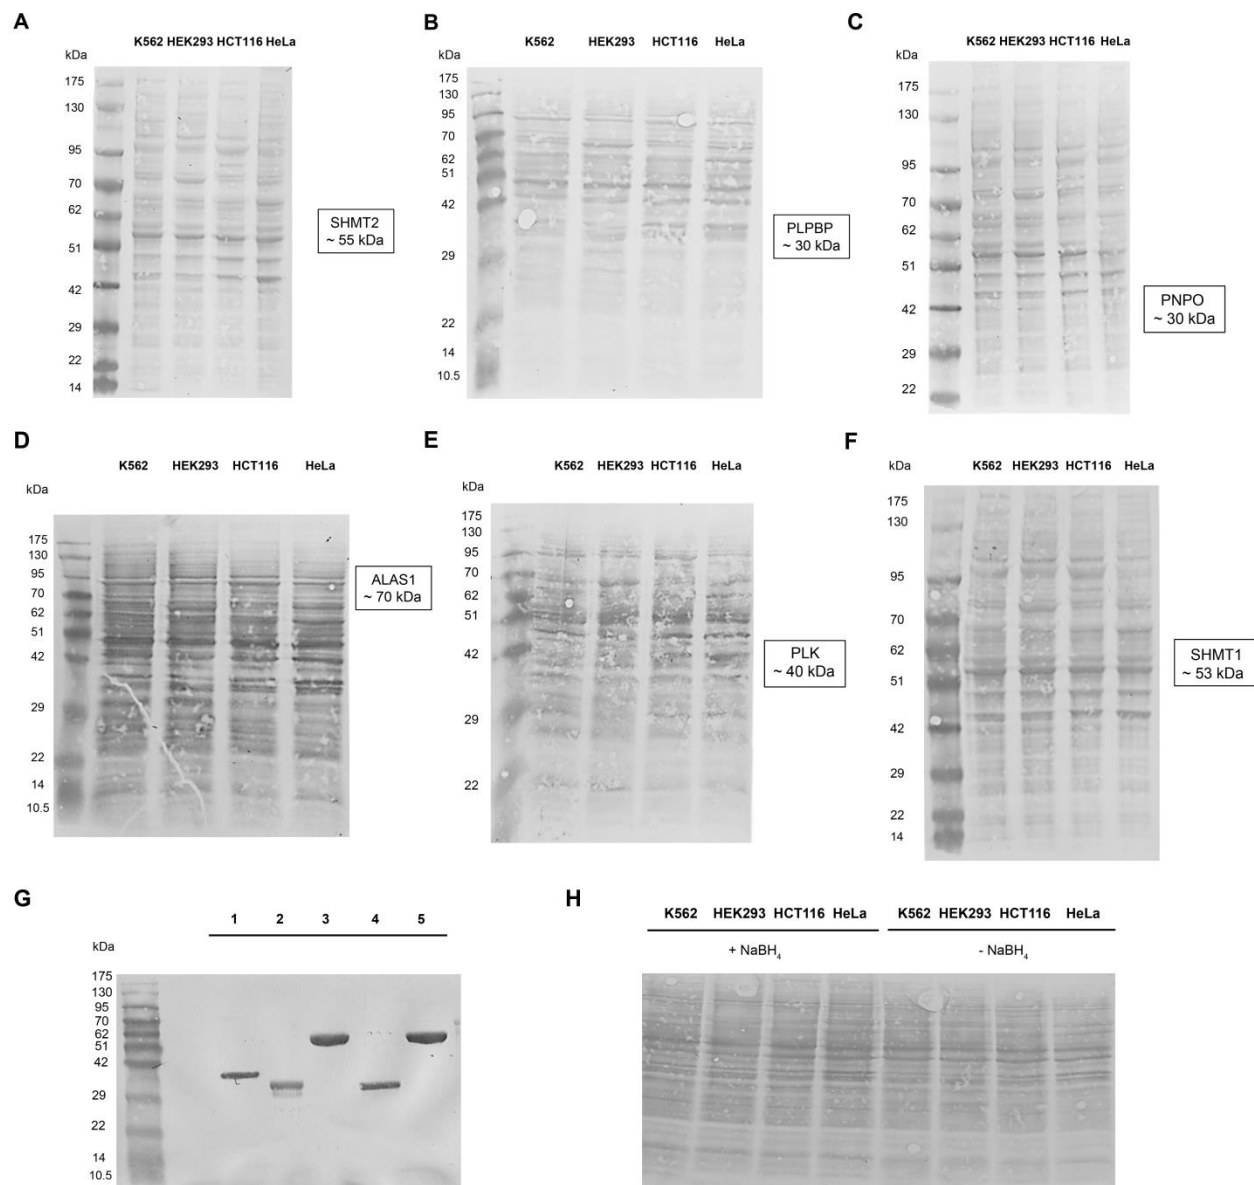 A
K562 HEK293 HCT116 HeLa
kDa
175
130
95
70
62
51
42
29
22
14
SHMT2
~ 55 kDa
B
K562 HEK293 HCT116 HeLa
kDa
175
130
95
70
62
51
42
29
22
14
10.5
PLPBP
~ 30 kDa
C
K562 HEK293 HCT116 HeLa
kDa
175
130
95
70
62
51
42
29
22
PNPO
~ 30 kDa
D
K562 HEK293 HCT116 HeLa
kDa
175
130
95
70
62
51
42
29
22
14
10.5
ALAS1
~ 70 kDa
E
K562 HEK293 HCT116 HeLa
kDa
175
130
95
70
62
51
42
29
22
PLK
~ 40 kDa
F
K562 HEK293 HCT116 HeLa
kDa
175
130
95
70
62
51
42
29
22
14
SHMT1
~ 53 kDa
G
1 2 3 4 5
kDa
175
130
95
70
62
51
42
29
22
14
10.5
H
K562 HEK293 HCT116 HeLa K562 HEK293 HCT116 HeLa
+ NaBH₄ - NaBH₄